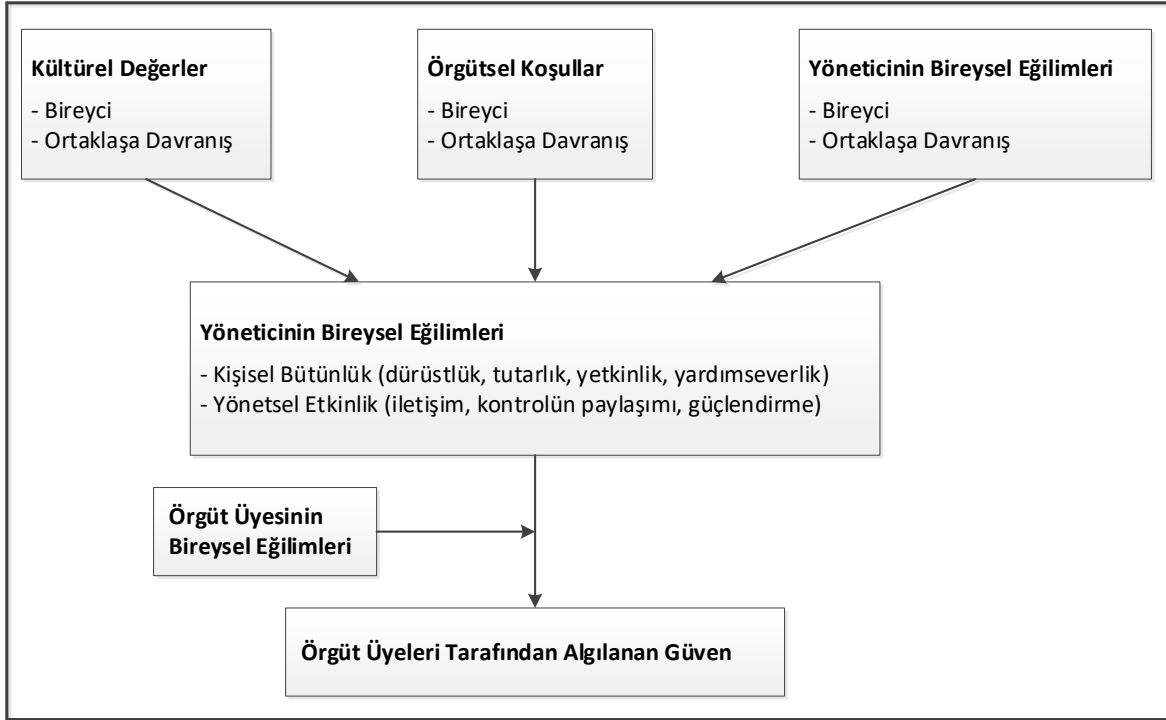 Kültürel Değerler
- Bireyci
- Ortaklaşa Davranış
Örgütsel Koşullar
- Bireyci
- Ortaklaşa Davranış
Yöneticinin Bireysel Eğilimleri
- Bireyci
- Ortaklaşa Davranış
Yöneticinin Bireysel Eğilimleri
- Kişisel Bütünlük (dürüstlük, tutarlık, yetkinlik, yardımseverlik)
- Yönetsel Etkinlik (iletişim, kontrolün paylaşımı, güçlendirme)
Örgüt Üyesinin
Bireysel Eğilimleri
Örgüt Üyeleri Tarafından Algılanan Güven